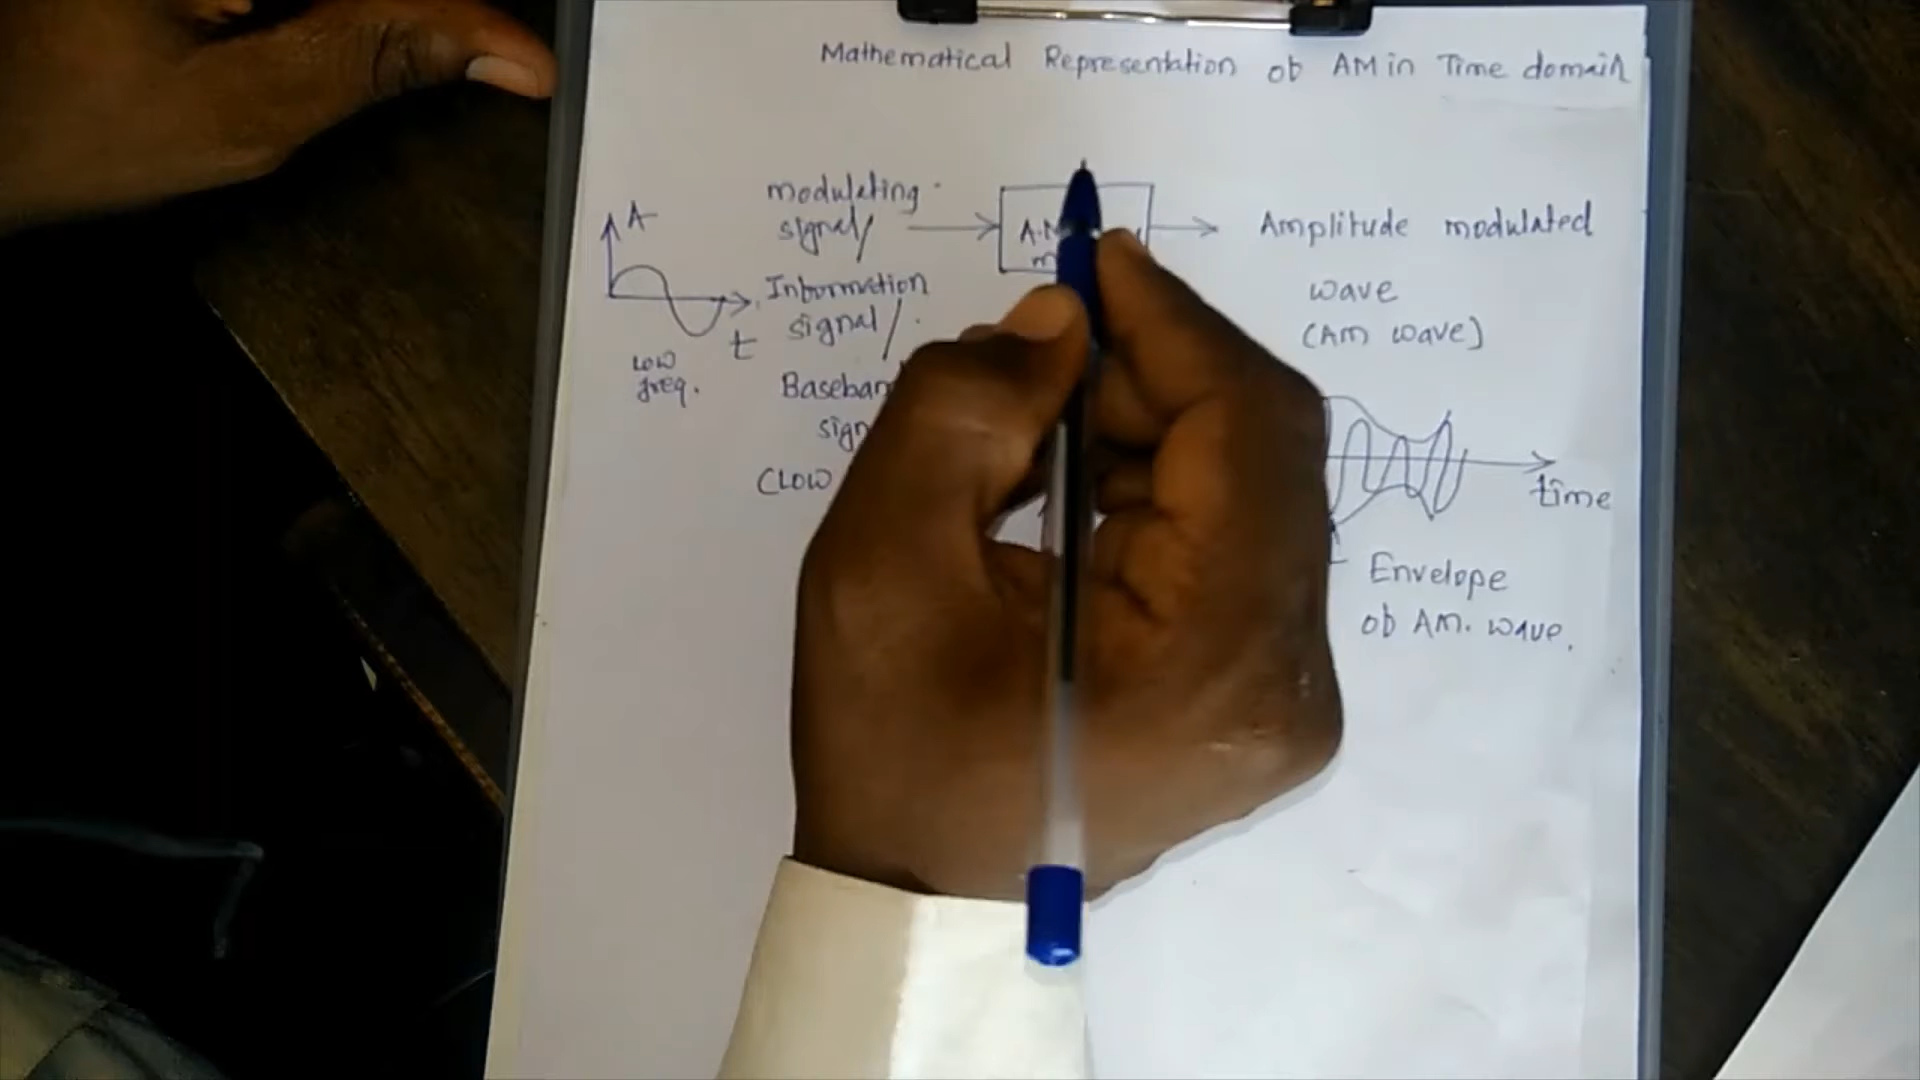 Mathematical Representation ob AM in Time domain
A
modulating
signal/
Information
signal/
t
Low
freq.
(Low
Amplitude modulated
wave
(Am wave)
time
Envelope
ob Am. wave.